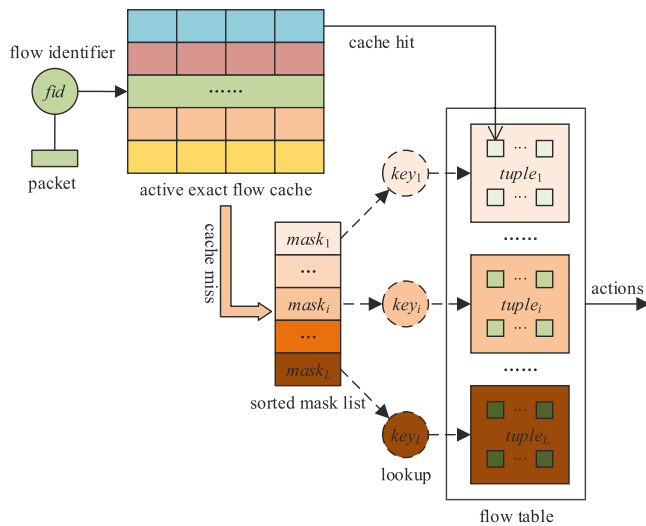 flow identifier
fid
packet
......
active exact flow cache
cache hit
cache miss
mask1
...
maski
...
maskL
sorted mask list
key1
keyi
keyL
lookup
... 
tuple1
...
......
...
tuplei
...
......
...
tupleL
...
flow table
actions